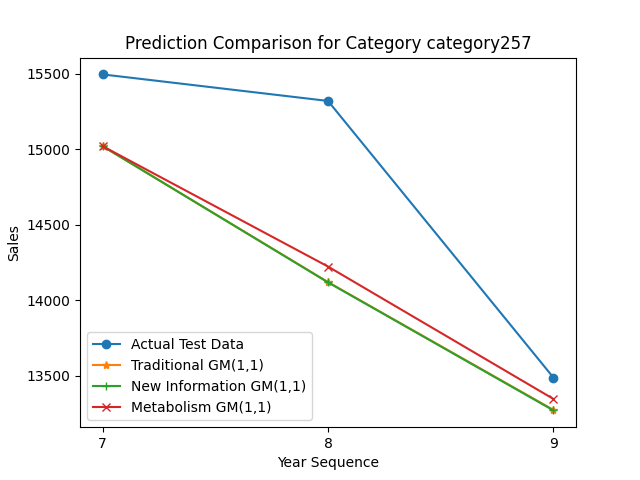 Prediction Comparison for Category category257
15500
15000
14500
14000
13500
Sales
Actual Test Data
Traditional GM(1,1)
New Information GM(1,1)
Metabolism GM(1,1)
7
8
9
Year Sequence